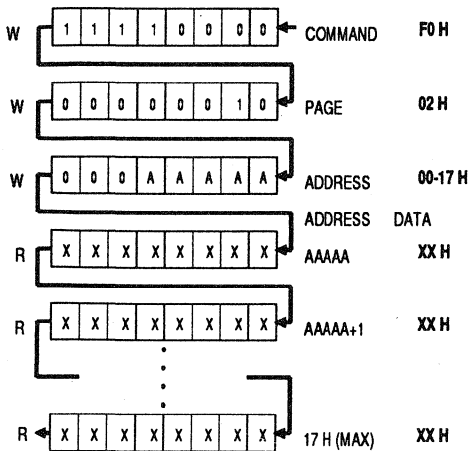 W 1 1 1 1 0 0 0 0 COMMAND F0 H
W 0 0 0 0 0 0 1 0 PAGE 02 H
W 0 0 0 A A A A A ADDRESS 00-17 H
ADDRESS DATA
R X X X X X X X X AAAAA XX H
R X X X X X X X X AAAAA+1 XX H
R X X X X X X X X 17 H (MAX) XX H